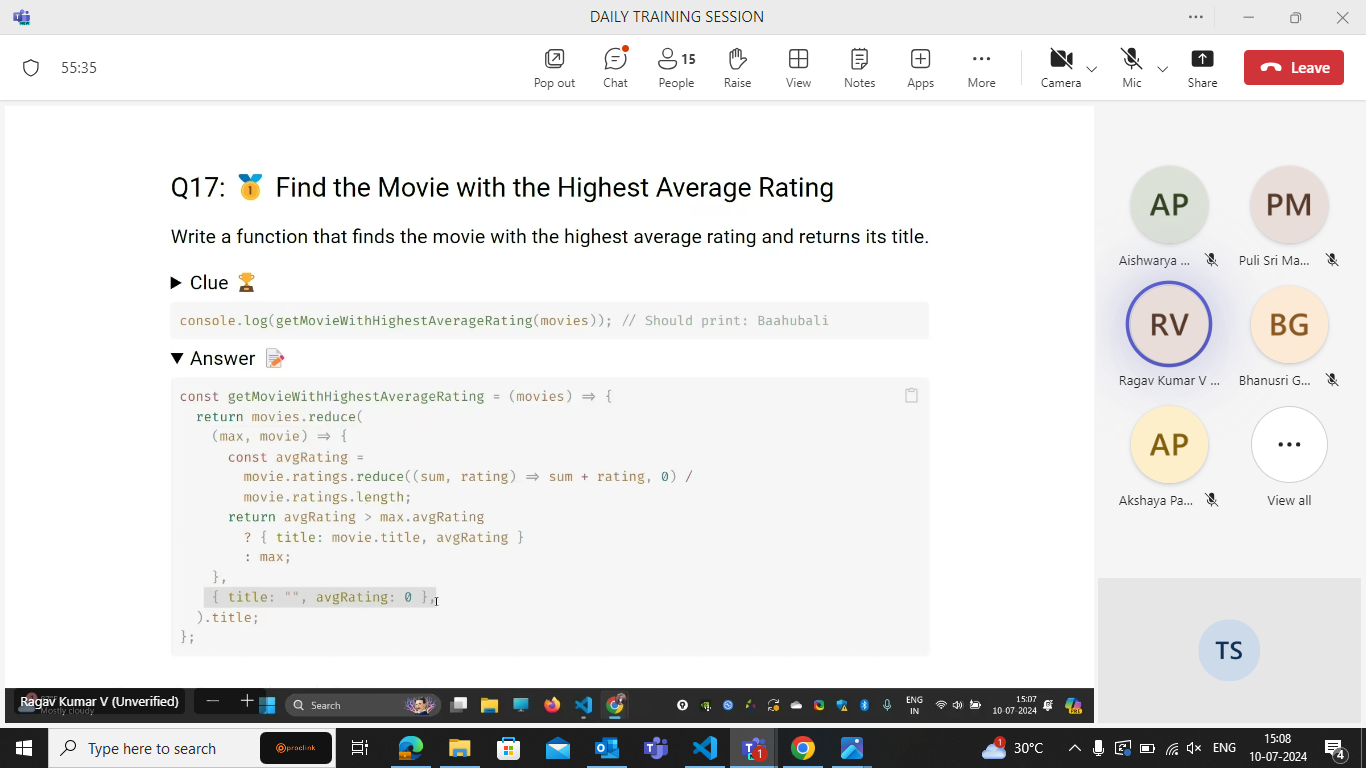 DAILY TRAINING SESSION
55:35
Pop out
Chat
15
People
Raise
View
Notes
Apps
More
Camera
Mic
Share
Leave
Q17: 🥇 Find the Movie with the Highest Average Rating
Write a function that finds the movie with the highest average rating and returns its title.
▶ Clue 🏆
console.log(getMovieWithHighestAverageRating(movies)); // Should print: Baahubali
▼ Answer 📝
const getMovieWithHighestAverageRating = (movies) => {
return movies.reduce(
(max, movie) => {
const avgRating =
movie.ratings.reduce((sum, rating) => sum + rating, 0) /
movie.ratings.length;
return avgRating > max.avgRating
? { title: movie.title, avgRating }
: max;
},
{ title: "", avgRating: 0 },
).title;
};
AP
Aishwarya ...
PM
Puli Sri Ma...
RV
Ragav Kumar V ...
BG
Bhanusri G...
AP
Akshaya Pa...
View all
TS
Ragav Kumar V (Unverified)
Mostly cloudy
Search
ENG
IN
15:07
10-07-2024
Type here to search
proclink
1
1
30°C
ENG
15:08
10-07-2024
4